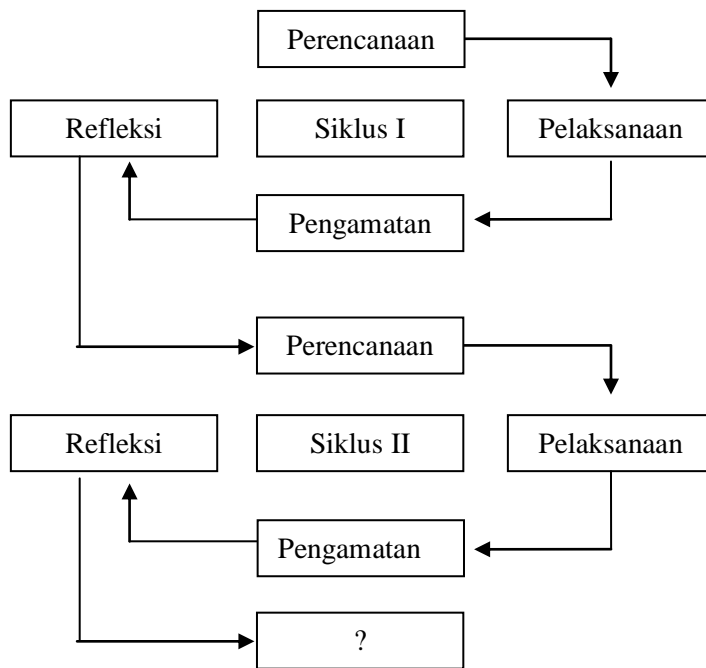 Perencanaan
Refleksi
Siklus I
Pelaksanaan
Pengamatan
Perencanaan
Refleksi
Siklus II
Pelaksanaan
Pengamatan
?